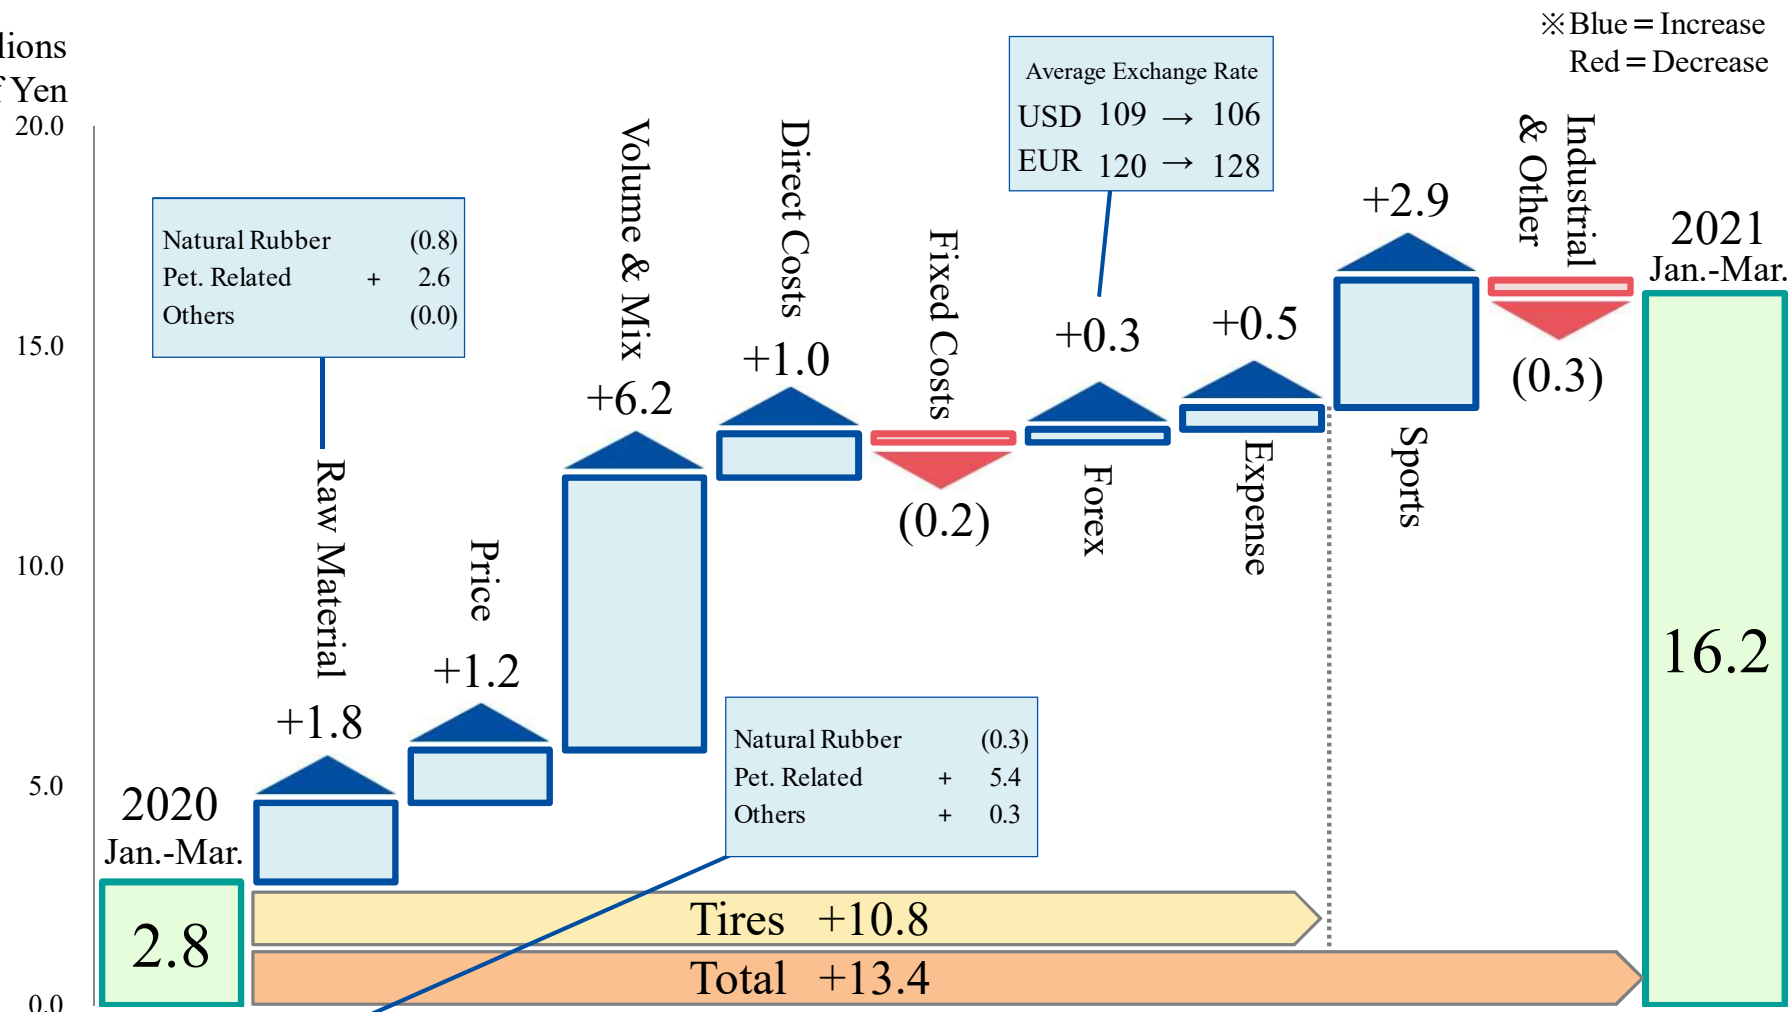 ※Blue＝Increase
Red＝Decrease
Yen
20.0
15.0
10.0
5.0
0.0
Average Exchange Rate
USD 109 → 106
EUR 120 → 128
Natural Rubber (0.8)
Pet. Related + 2.6
Others (0.0)
2020
Jan.-Mar.
2.8
Raw Material
+1.8
Price
+1.2
Volume & Mix
+6.2
Direct Costs
+1.0
Fixed Costs
(0.2)
+0.3
Forex
+0.5
Expense
+2.9
Sports
Industrial
& Other
(0.3)
2021
Jan.-Mar.
16.2
Natural Rubber (0.3)
Pet. Related + 5.4
Others + 0.3
Tires +10.8
Total +13.4